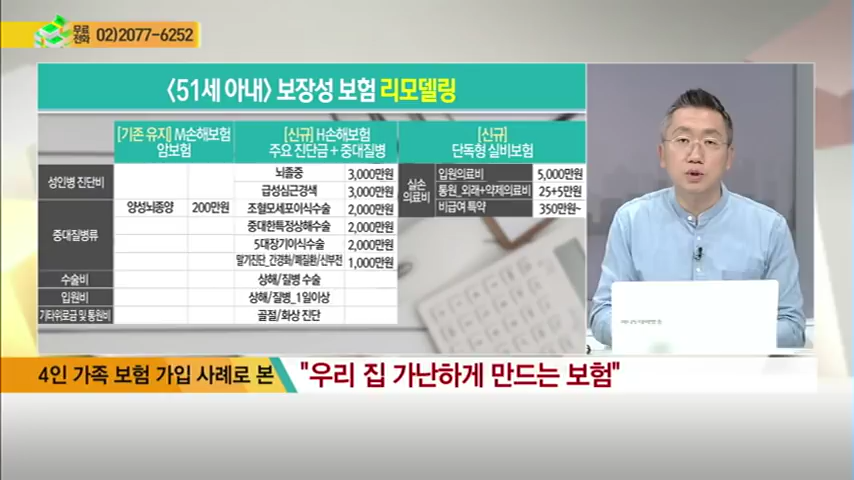 무료
전화 02)2077-6252
<51세 아내> 보장성 보험 리모델링
[기존 유지] M손해보험
암보험
[신규] H손해보험
주요 진단금 + 중대질병
[신규]
단독형 실비보험
성인병 진단비
뇌졸중 3,000만원
급성심근경색 3,000만원
중대질병류
양성뇌종양 200만원
조혈모세포이식수술 2,000만원
중대한특정상해수술 2,000만원
5대장기이식수술 2,000만원
말기진단_간경화/폐질환/신부전 1,000만원
수술비 상해/질병 수술
입원비 상해/질병_1일이상
기타위로금 및 통원비 골절/화상 진단
실손
의료비
입원의료비 5,000만원
통원_외래+약제의료비 25+5만원
비급여 특약 350만원~
4인 가족 보험 가입 사례로 본
"우리 집 가난하게 만드는 보험"